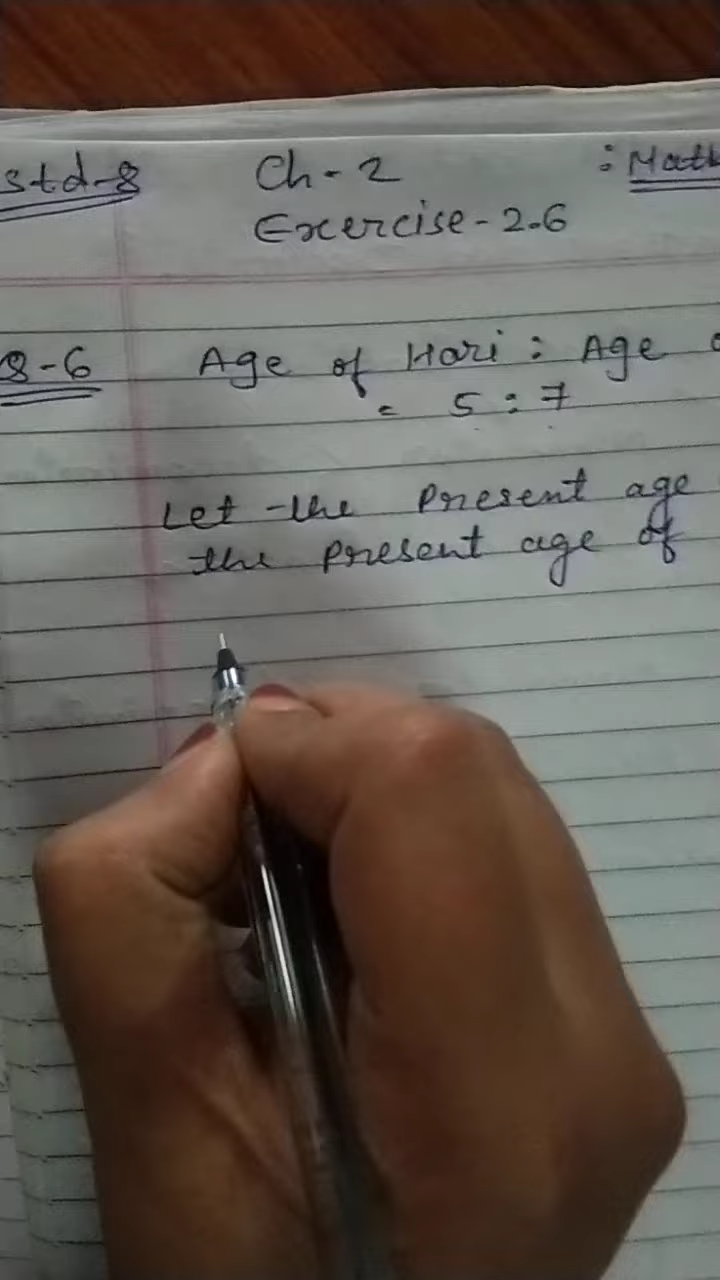 std-8 Ch-2 : Math
Exercise-2.6
8-6 Age of Hari : Age
= 5 : 7
Let the present age
the present age of